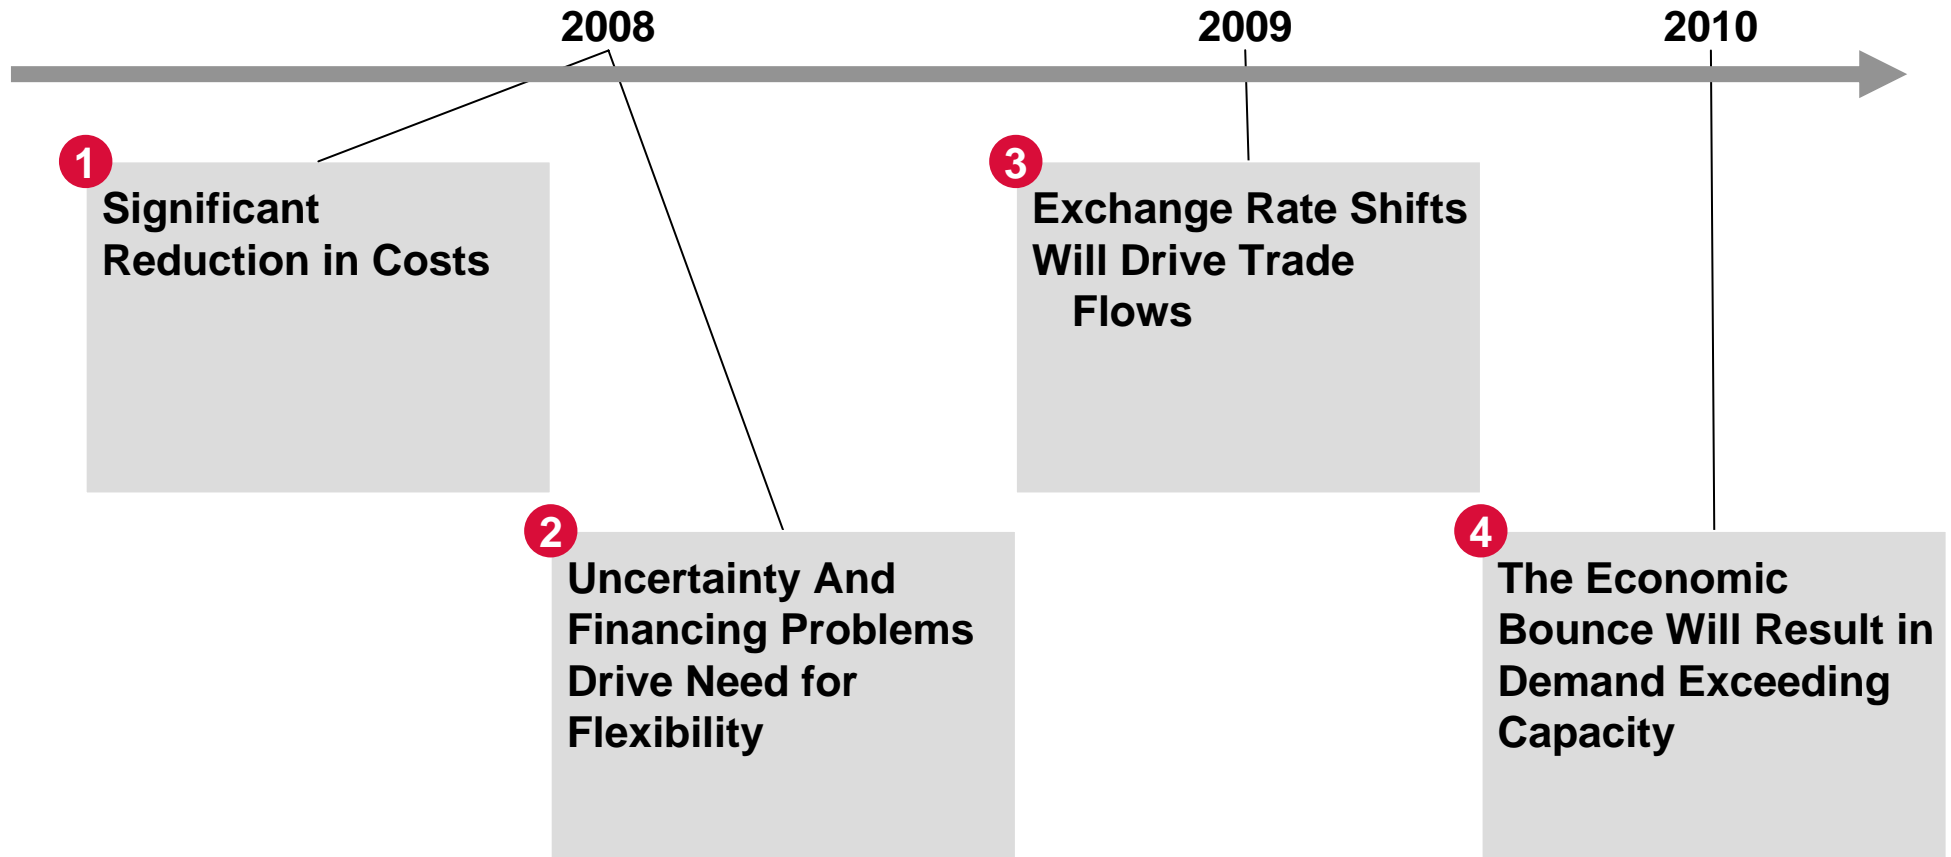 2008
2009
2010
1
Significant
Reduction in Costs
2
Uncertainty And
Financing Problems
Drive Need for
Flexibility
3
Exchange Rate Shifts
Will Drive Trade
Flows
4
The Economic
Bounce Will Result in
Demand Exceeding
Capacity